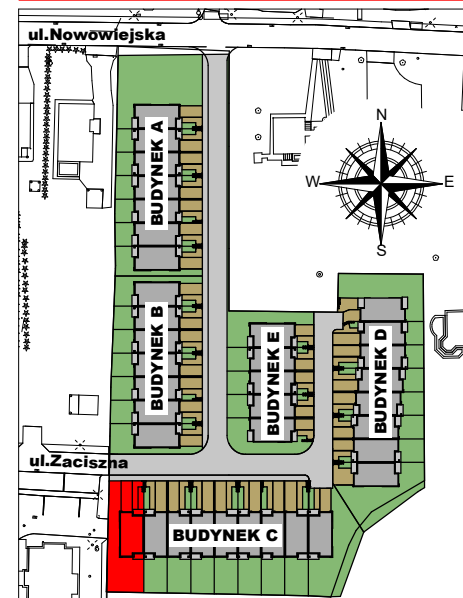 ul.Nowowiejska
BUDYNEK A
N
W
E
S
BUDYNEK B
BUDYNEK E
BUDYNEK D
ul.Zaciszna
BUDYNEK C